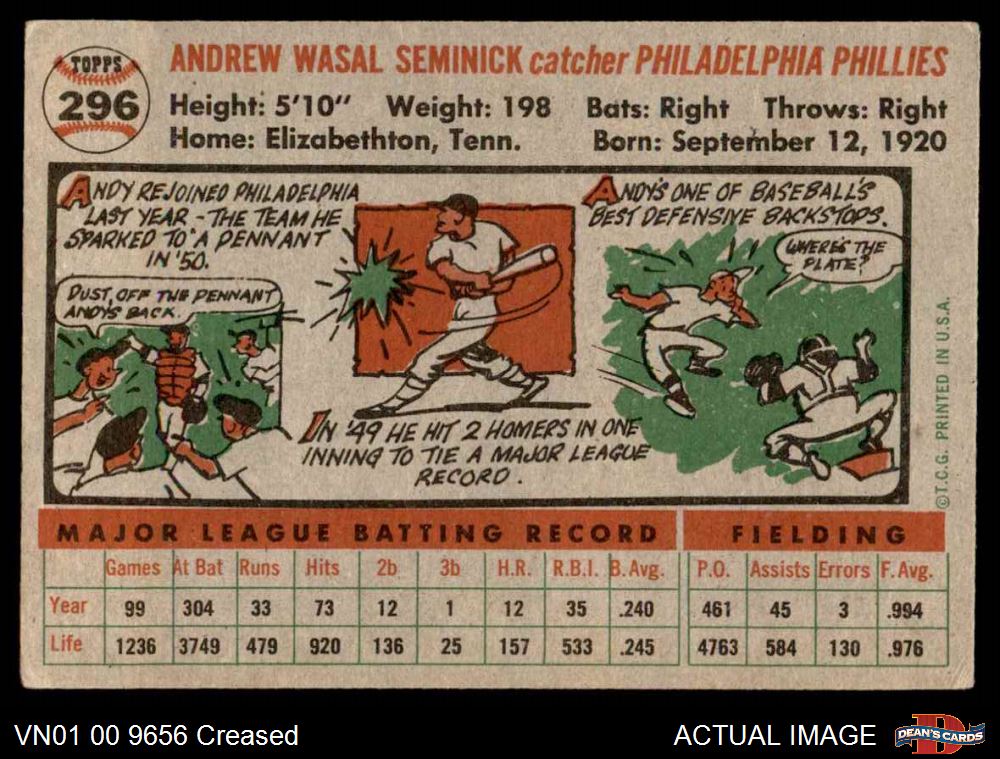 TOPPS
296
ANDREW WASAL SEMINICK catcher PHILADELPHIA PHILLIES
Height: 5'10" Weight: 198 Bats: Right Throws: Right
Home: Elizabethton, Tenn. Born: September 12, 1920
ANDY REJOINED PHILADELPHIA
LAST YEAR - THE TEAM HE
SPARKED TO A PENNANT
IN '50.
DUST OFF THE PENNANT
ANDY'S BACK.
IN '49 HE HIT 2 HOMERS IN ONE
INNING TO TIE A MAJOR LEAGUE
RECORD.
ANDY'S ONE OF BASEBALL'S
BEST DEFENSIVE BACKSTOPS.
WHERE'S THE
PLATE?
©T.C.G. PRINTED IN U.S.A.
MAJOR LEAGUE BATTING RECORD FIELDING
Games At Bat Runs Hits 2b 3b H.R. R.B.I. B. Avg. P.O. Assists Errors F. Avg.
Year 99 304 33 73 12 1 12 35 .240 461 45 3 .994
Life 1236 3749 479 920 136 25 157 533 .245 4763 584 130 .976
VN01 00 9656 Creased ACTUAL IMAGE
D
DEAN'S CARDS